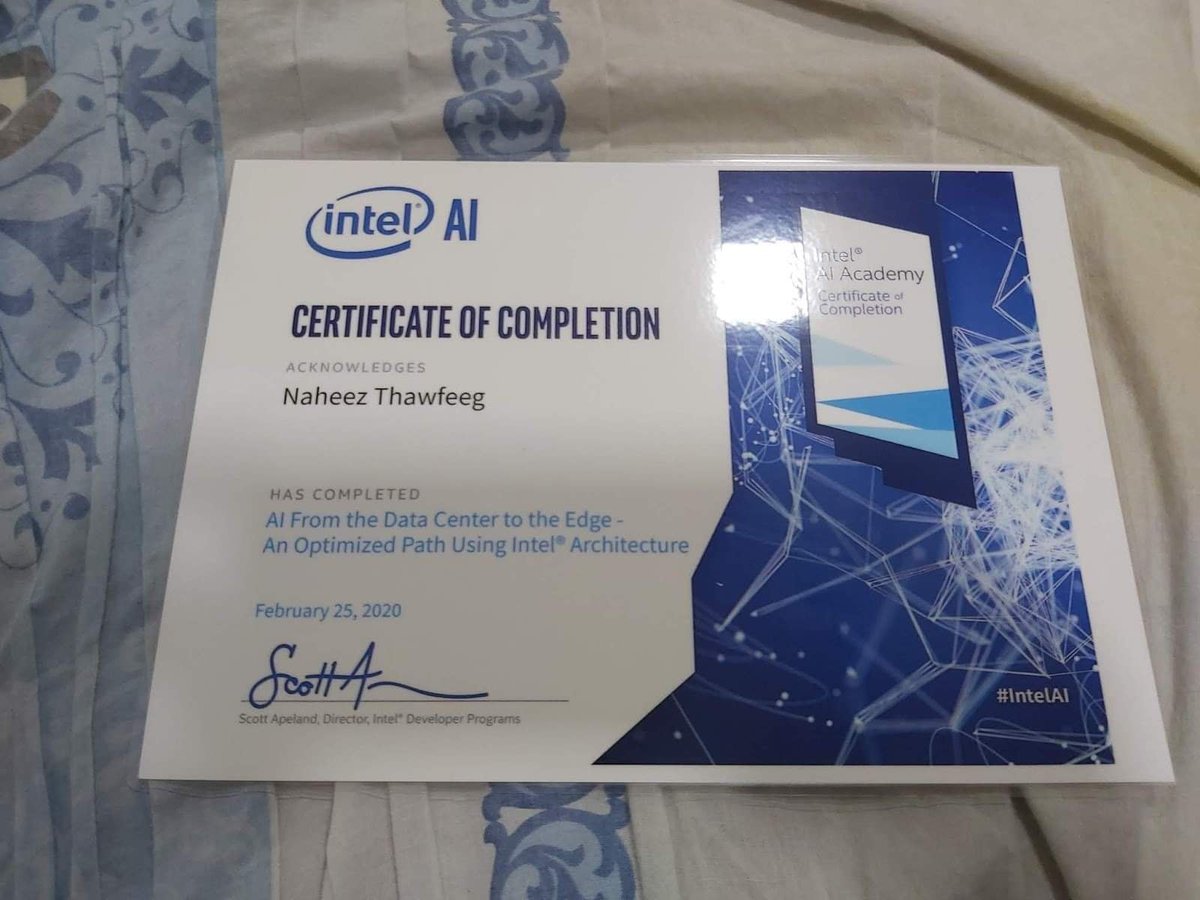 intel® AI
CERTIFICATE OF COMPLETION
ACKNOWLEDGES
Naheez Thawfeeg
HAS COMPLETED
AI From the Data Center to the Edge -
An Optimized Path Using Intel® Architecture
February 25, 2020
Scott A
Scott Apeland, Director, Intel® Developer Programs
Intel®
AI Academy
Certificate of
Completion
#IntelAI